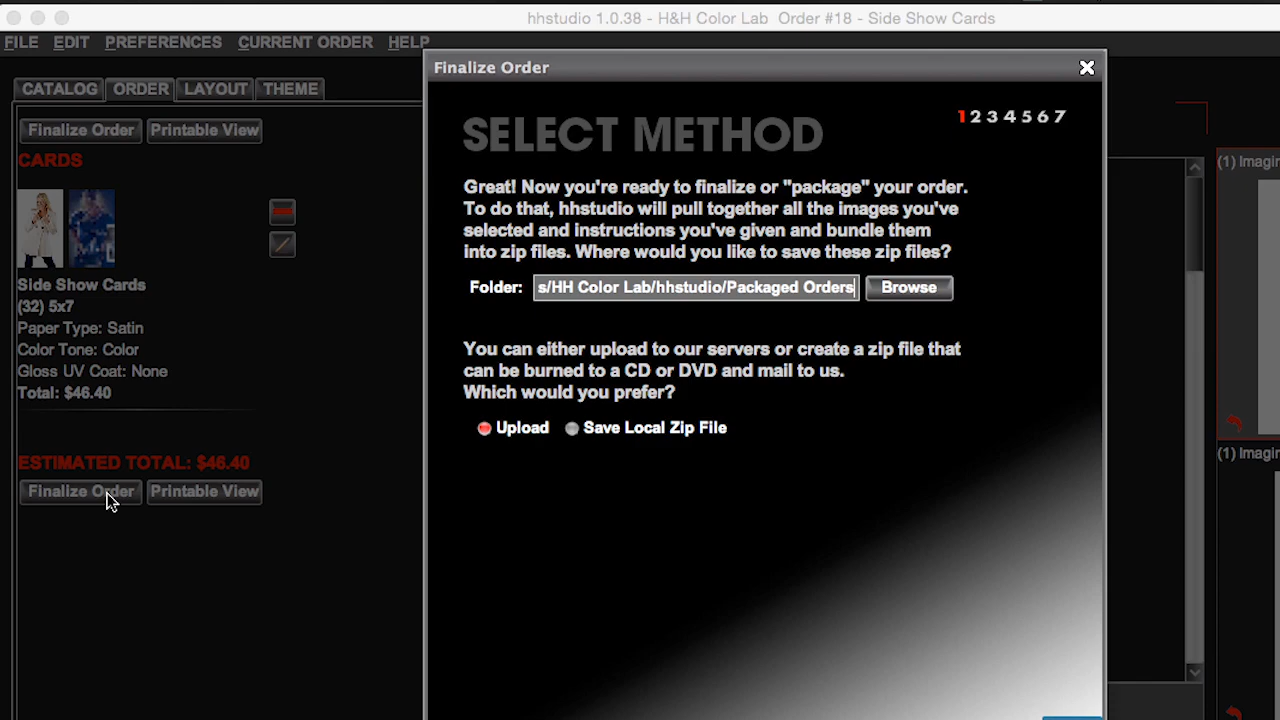 hhstudio 1.0.38 - H&H Color Lab Order #18 - Side Show Cards
FILE EDIT PREFERENCES CURRENT ORDER HELP
CATALOG ORDER LAYOUT THEME
Finalize Order Printable View
CARDS
Side Show Cards
(32) 5x7
Paper Type: Satin
Color Tone: Color
Gloss UV Coat: None
Total: $46.40
ESTIMATED TOTAL: $46.40
Finalize Order Printable View
Finalize Order
1 2 3 4 5 6 7
SELECT METHOD
Great! Now you're ready to finalize or "package" your order.
To do that, hhstudio will pull together all the images you've
selected and instructions you've given and bundle them
into zip files. Where would you like to save these zip files?
Folder: s/HH Color Lab/hhstudio/Packaged Orders Browse
You can either upload to our servers or create a zip file that
can be burned to a CD or DVD and mail to us.
Which would you prefer?
Upload Save Local Zip File
(1) Imagin
(1) Imagin